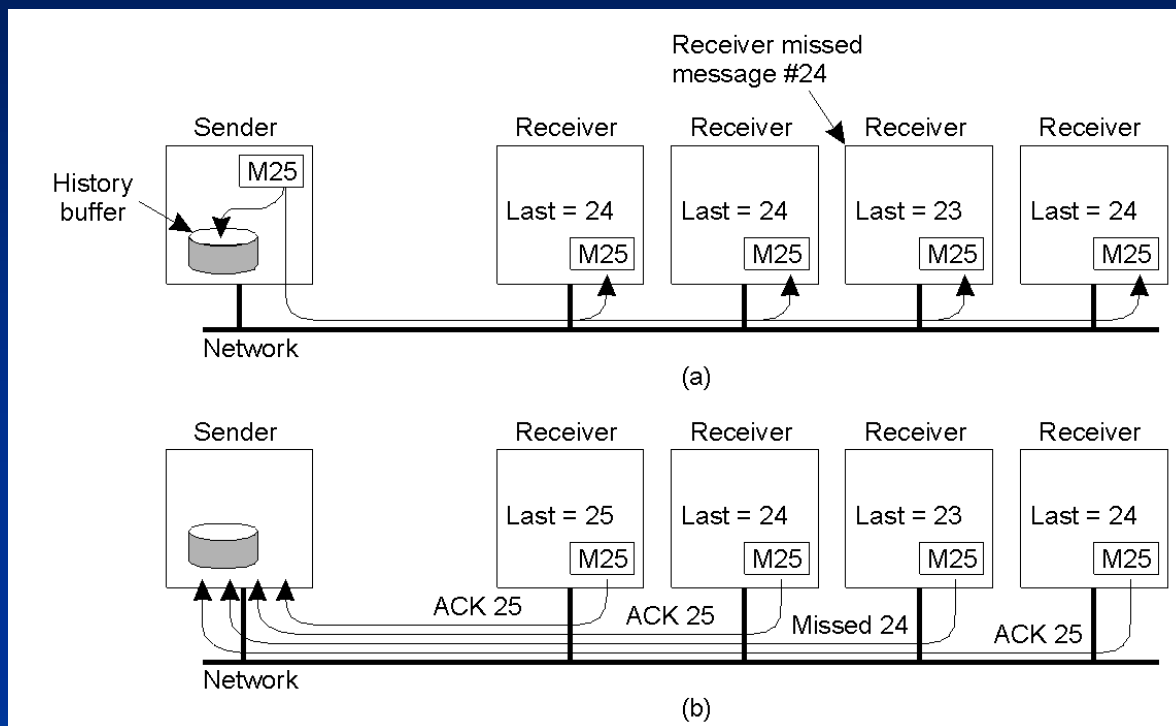 Receiver missed
message #24
Sender
Receiver
Receiver
Receiver
Receiver
M25
History
buffer
Last = 24
Last = 24
Last = 23
Last = 24
M25
M25
M25
M25
Network
(a)
Sender
Receiver
Receiver
Receiver
Receiver
Last = 25
Last = 24
Last = 23
Last = 24
M25
M25
M25
M25
ACK 25
ACK 25
Missed 24
ACK 25
Network
(b)